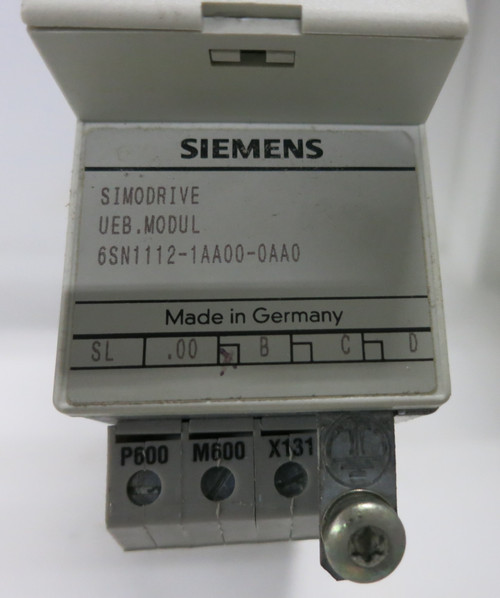 SIEMENS
SIMODRIVE
UEB.MODUL
6SN1112-1AA00-0AA0
Made in Germany
SL .00 B C D
P600 M600 X131